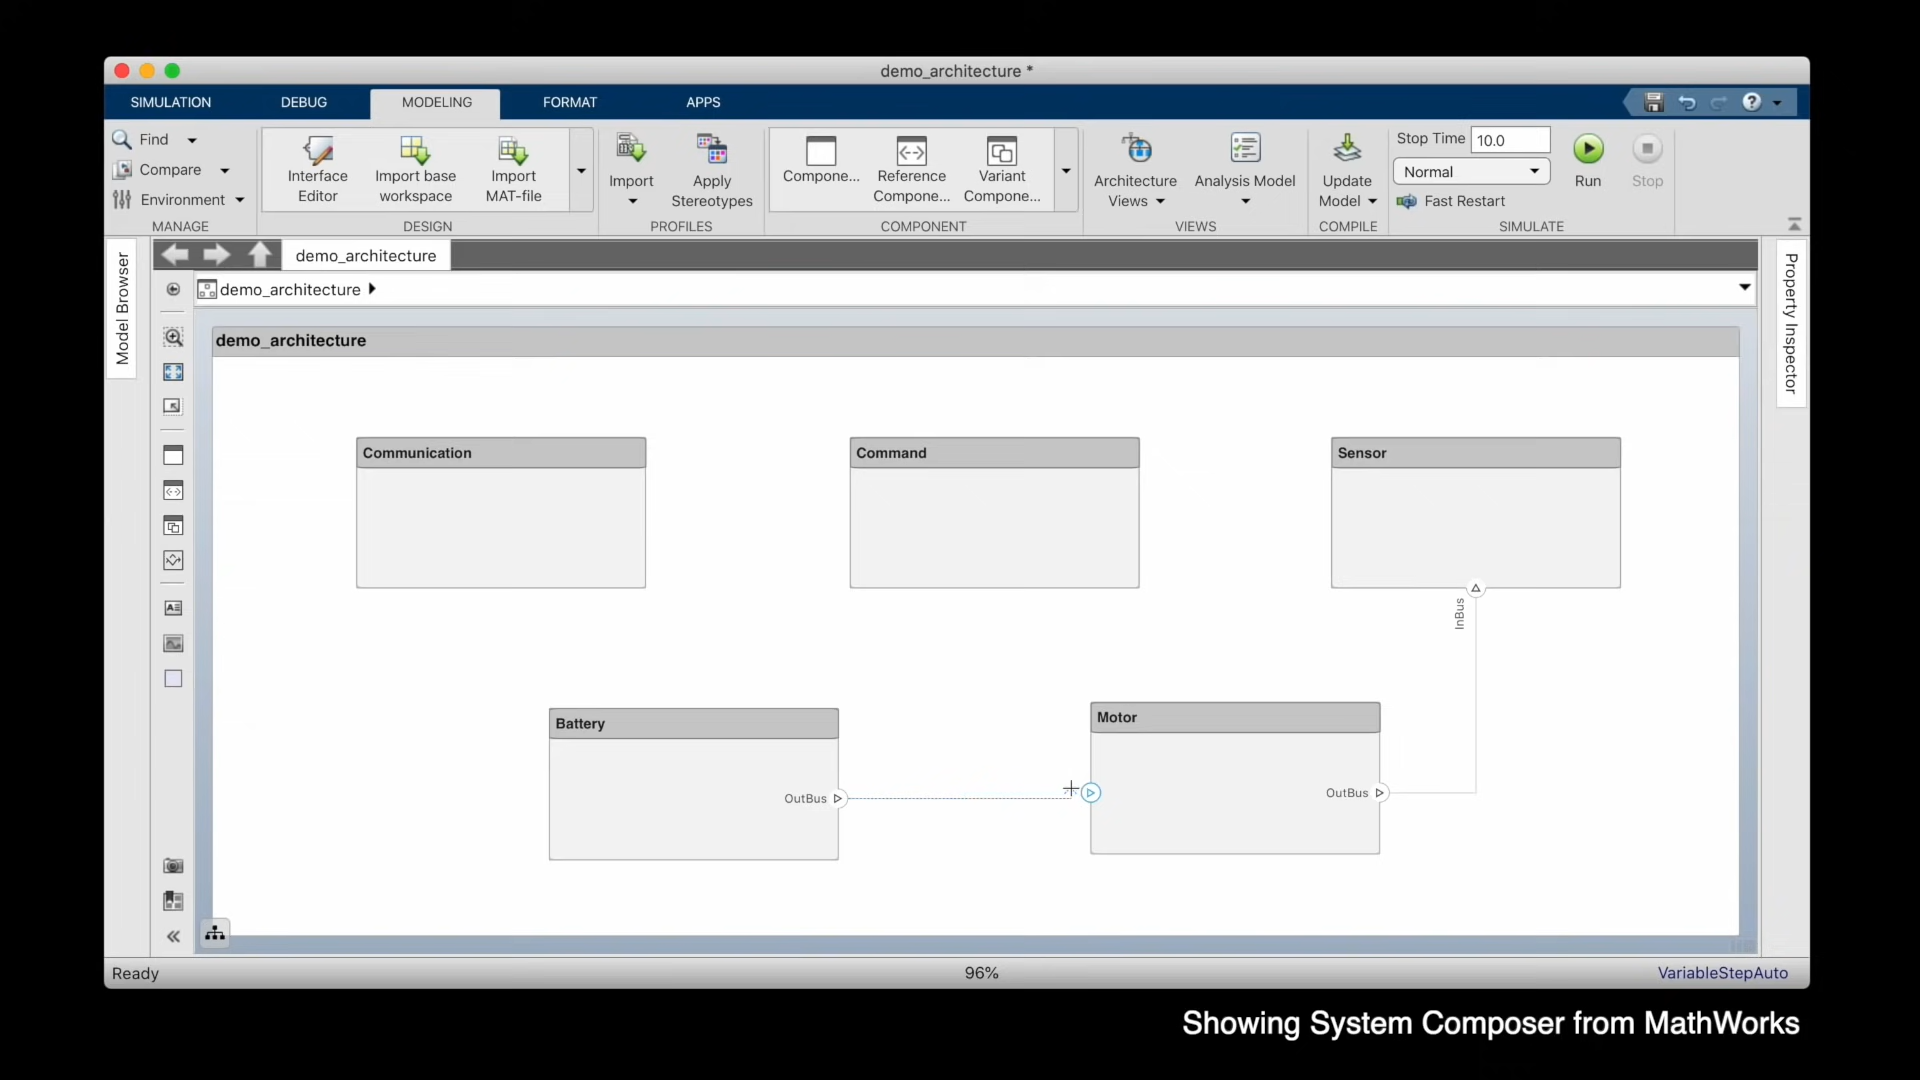 demo_architecture *
SIMULATION
DEBUG
MODELING
FORMAT
APPS
Find
Compare
Environment
MANAGE
Interface
Editor
Import base
workspace
Import
MAT-file
DESIGN
Import
Apply
Stereotypes
PROFILES
Compone...
Reference
Compone...
Variant
Compone...
COMPONENT
Architecture
Views
Analysis Model
VIEWS
Update
Model
COMPILE
Stop Time 10.0
Normal
Fast Restart
Run
Stop
SIMULATE
Model Browser
demo_architecture
demo_architecture
Property Inspector
demo_architecture
Communication
Command
Sensor
InBus
Battery
OutBus
Motor
OutBus
Ready
96%
VariableStepAuto
Showing System Composer from MathWorks